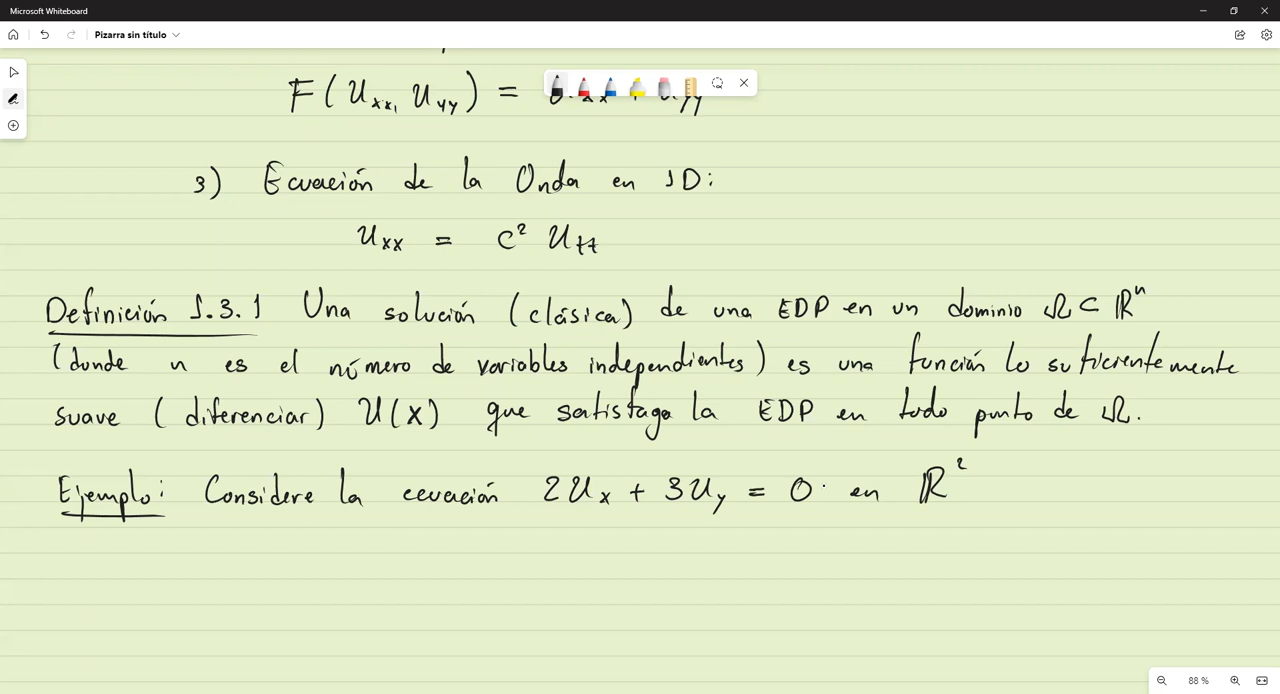 Microsoft Whiteboard
Pizarra sin título
F(u_xx, u_yy) =
3) Ecuación de la Onda en 1D:
u_xx = c² u_tt
Definición 1.3.1 Una solución (clásica) de una EDP en un dominio Ω ⊂ ℝⁿ
(donde n es el número de variables independientes) es una función lo suficientemente
suave (diferenciar) u(x) que satisfaga la EDP en todo punto de Ω.
Ejemplo: Considere la ecuación 2u_x + 3u_y = 0 en ℝ²
88 %